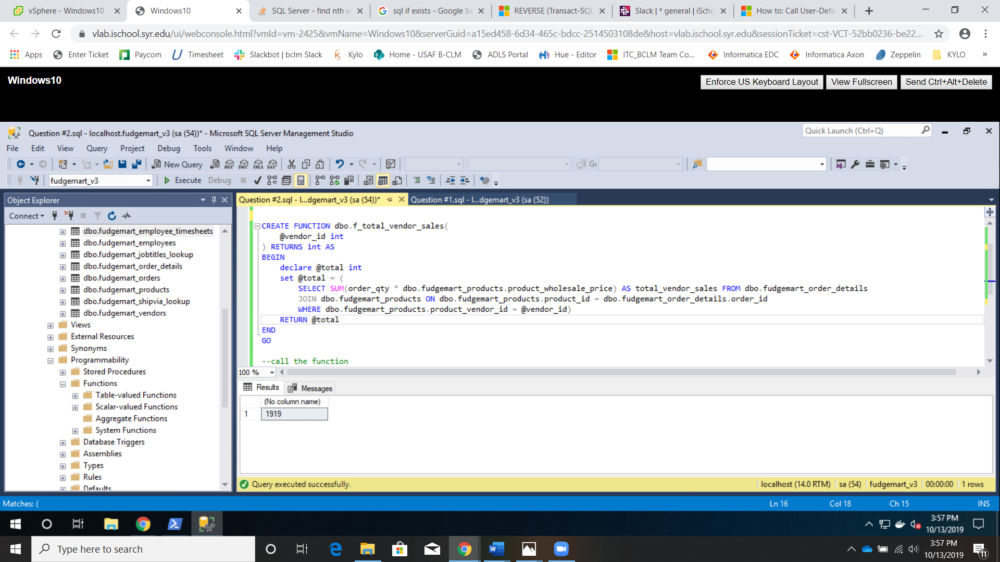 vSphere - Windows10 -
Windows10
SQL Server - find nth o
sql if exists - Google Se
REVERSE (Transact-SQL
Slack | * general | iScho
How to: Call User-Defin
vlab.ischool.syr.edu/ui/webconsole.html?vmId=vm-2425&vmName=Windows10&serverGuid=a15ed458-6d34-465c-bdcc-2514503108de&host=vlab.ischool.syr.edu&sessionTicket=cst-VCT-52bb0236-be22...
Apps
Enter Ticket
Paycom
Timesheet
Slackbot | bclm Slack
Kylo
Home - USAF B-CLM
ADLS Portal
Hue - Editor
ITC_BCLM Team Co...
Informatica EDC
Informatica Axon
Zeppelin
KYLO
»
Windows10
Enforce US Keyboard Layout
View Fullscreen
Send Ctrl+Alt+Delete
Question #2.sql - localhost.fudgemart_v3 (sa (54))* - Microsoft SQL Server Management Studio
Quick Launch (Ctrl+Q)
File Edit View Query Project Debug Tools Window Help
New Query
MDX
DMX
XMLA
DAX
Ge
fudgemart_v3
Execute
Debug
Object Explorer
Question #2.sql - l...dgemart_v3 (sa (54))*
Question #1.sql - l...dgemart_v3 (sa (52))
Connect
dbo.fudgemart_employee_timesheets
dbo.fudgemart_employees
dbo.fudgemart_jobtitles_lookup
dbo.fudgemart_order_details
dbo.fudgemart_orders
dbo.fudgemart_products
dbo.fudgemart_shipvia_lookup
dbo.fudgemart_vendors
Views
External Resources
Synonyms
Programmability
Stored Procedures
Functions
Table-valued Functions
Scalar-valued Functions
Aggregate Functions
System Functions
Database Triggers
Assemblies
Types
Rules
Defaults
CREATE FUNCTION dbo.f_total_vendor_sales(
@vendor_id int
) RETURNS int AS
BEGIN
declare @total int
set @total = (
SELECT SUM(order_qty * dbo.fudgemart_products.product_wholesale_price) AS total_vendor_sales FROM dbo.fudgemart_order_details
JOIN dbo.fudgemart_products ON dbo.fudgemart_products.product_id = dbo.fudgemart_order_details.order_id
WHERE dbo.fudgemart_products.product_vendor_id = @vendor_id)
RETURN @total
END
GO
--call the function
100 %
Results
Messages
(No column name)
1 1919
Query executed successfully.
localhost (14.0 RTM)
sa (54)
fudgemart_v3
00:00:00
1 rows
Matches: (
Ln 16
Col 18
Ch 15
INS
3:57 PM
10/13/2019
Type here to search
3:57 PM
10/13/2019
11